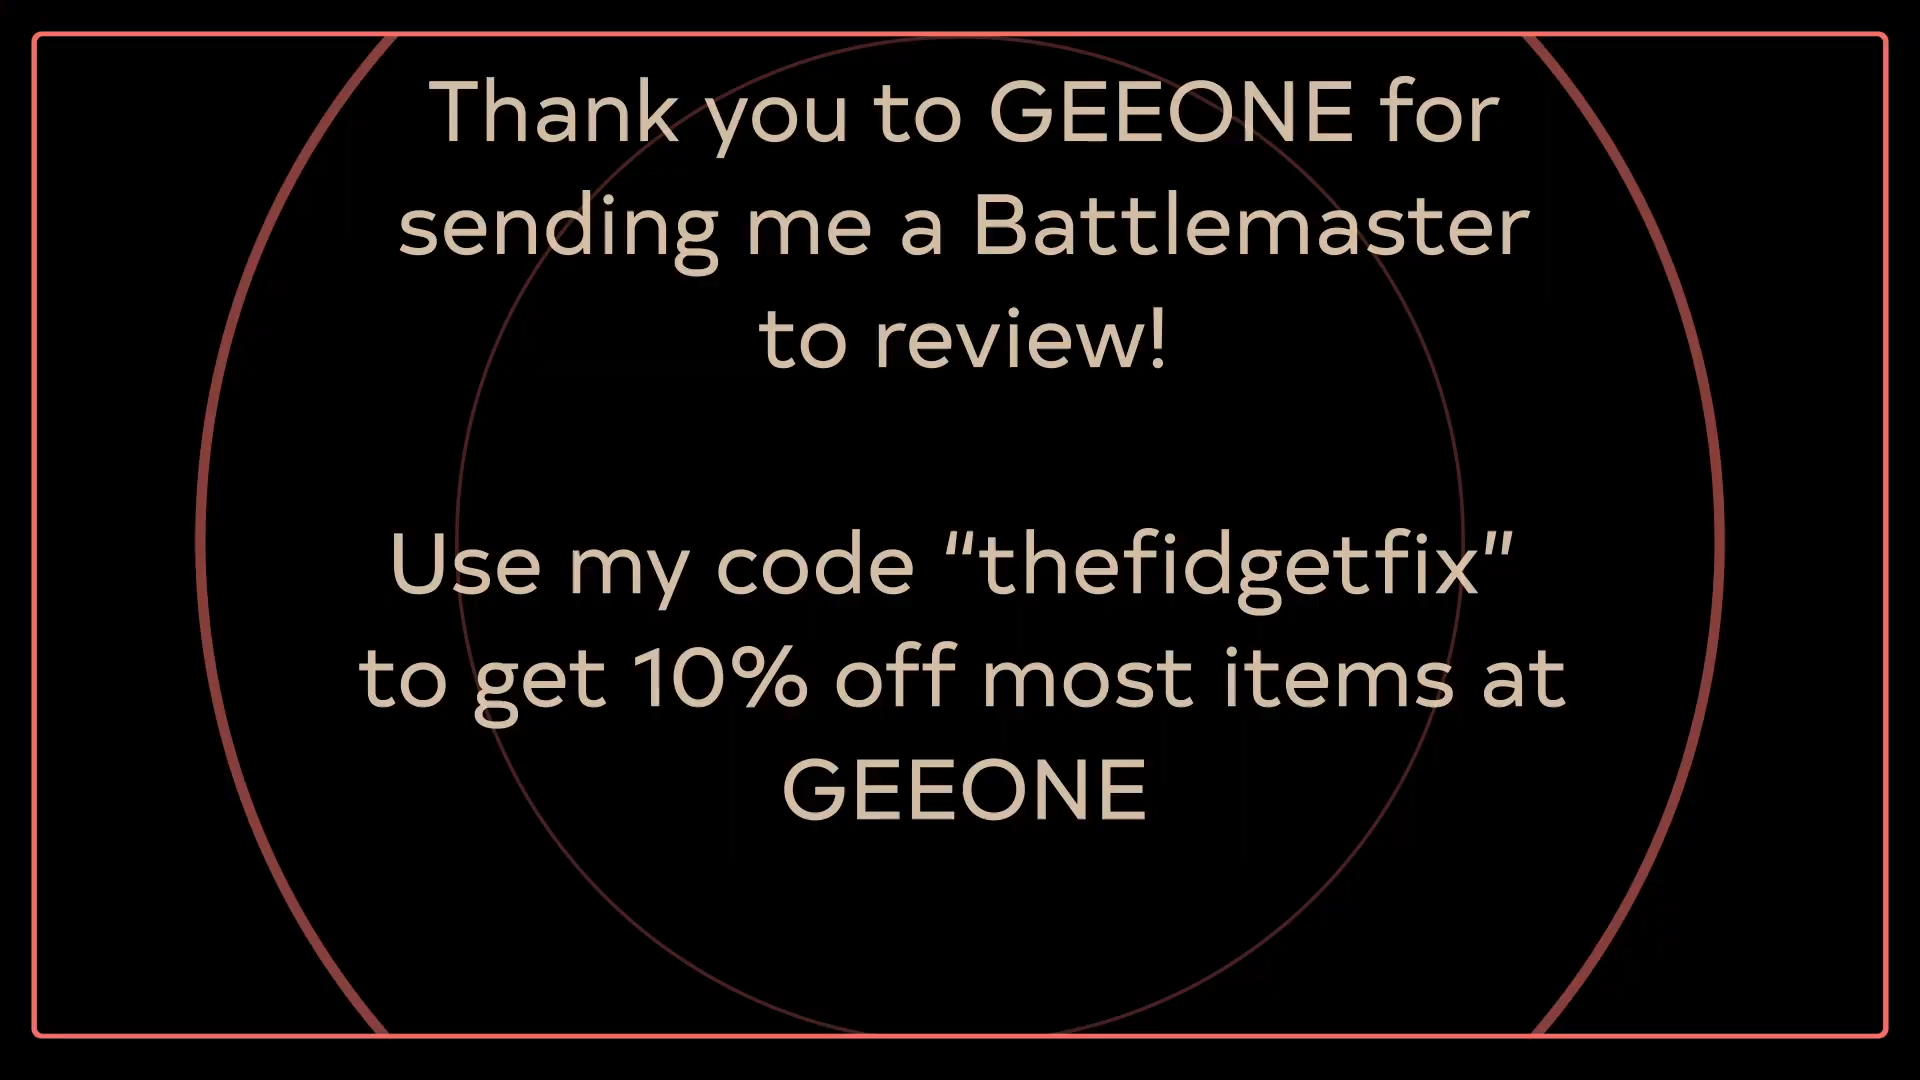 Thank you to GEEONE for
sending me a Battlemaster
to review!
Use my code “thefidgetfix”
to get 10% off most items at
GEEONE